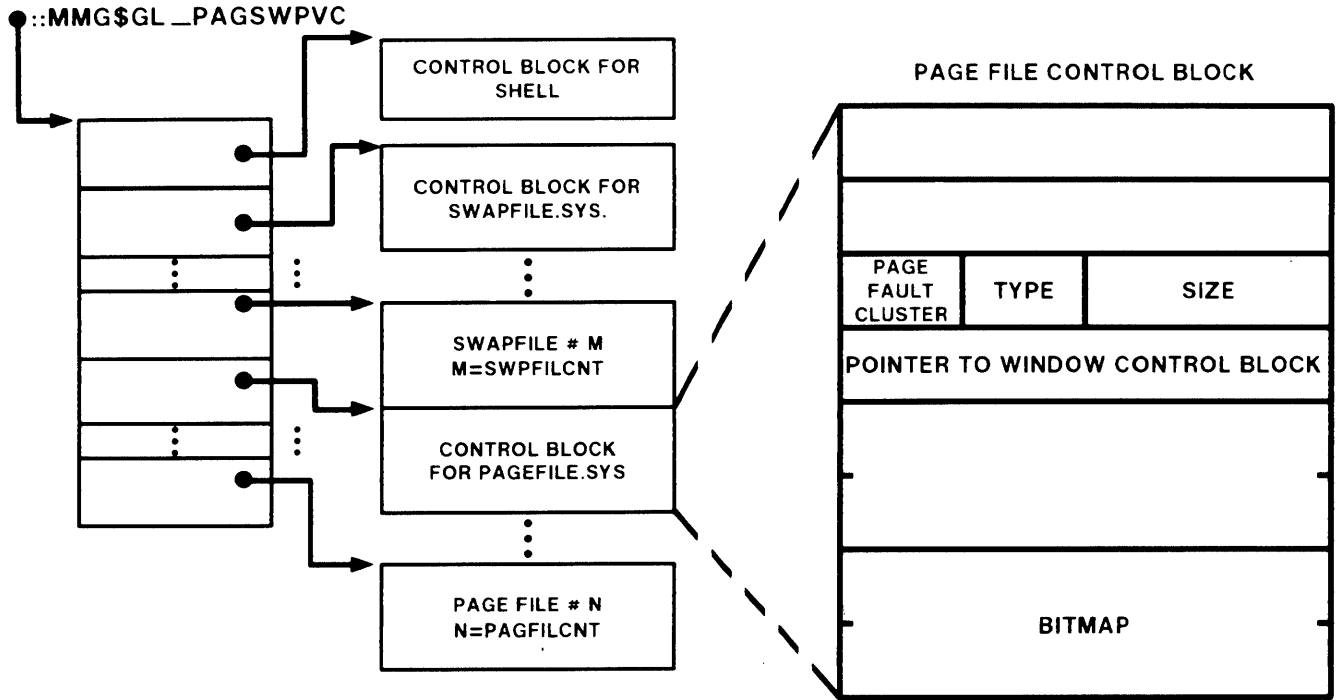 ::MMG$GL_PAGSWPVC
CONTROL BLOCK FOR
SHELL
CONTROL BLOCK FOR
SWAPFILE.SYS.
SWAPFILE # M
M=SWPFILCNT
CONTROL BLOCK
FOR PAGEFILE.SYS
PAGE FILE # N
N=PAGFILCNT
PAGE FILE CONTROL BLOCK
PAGE
FAULT
CLUSTER
TYPE
SIZE
POINTER TO WINDOW CONTROL BLOCK
BITMAP